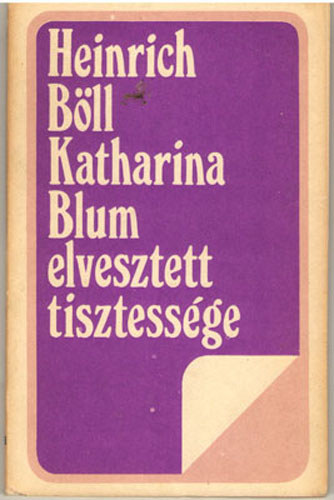 Heinrich
Böll
Katharina
Blum
elvesztett
tisztessége